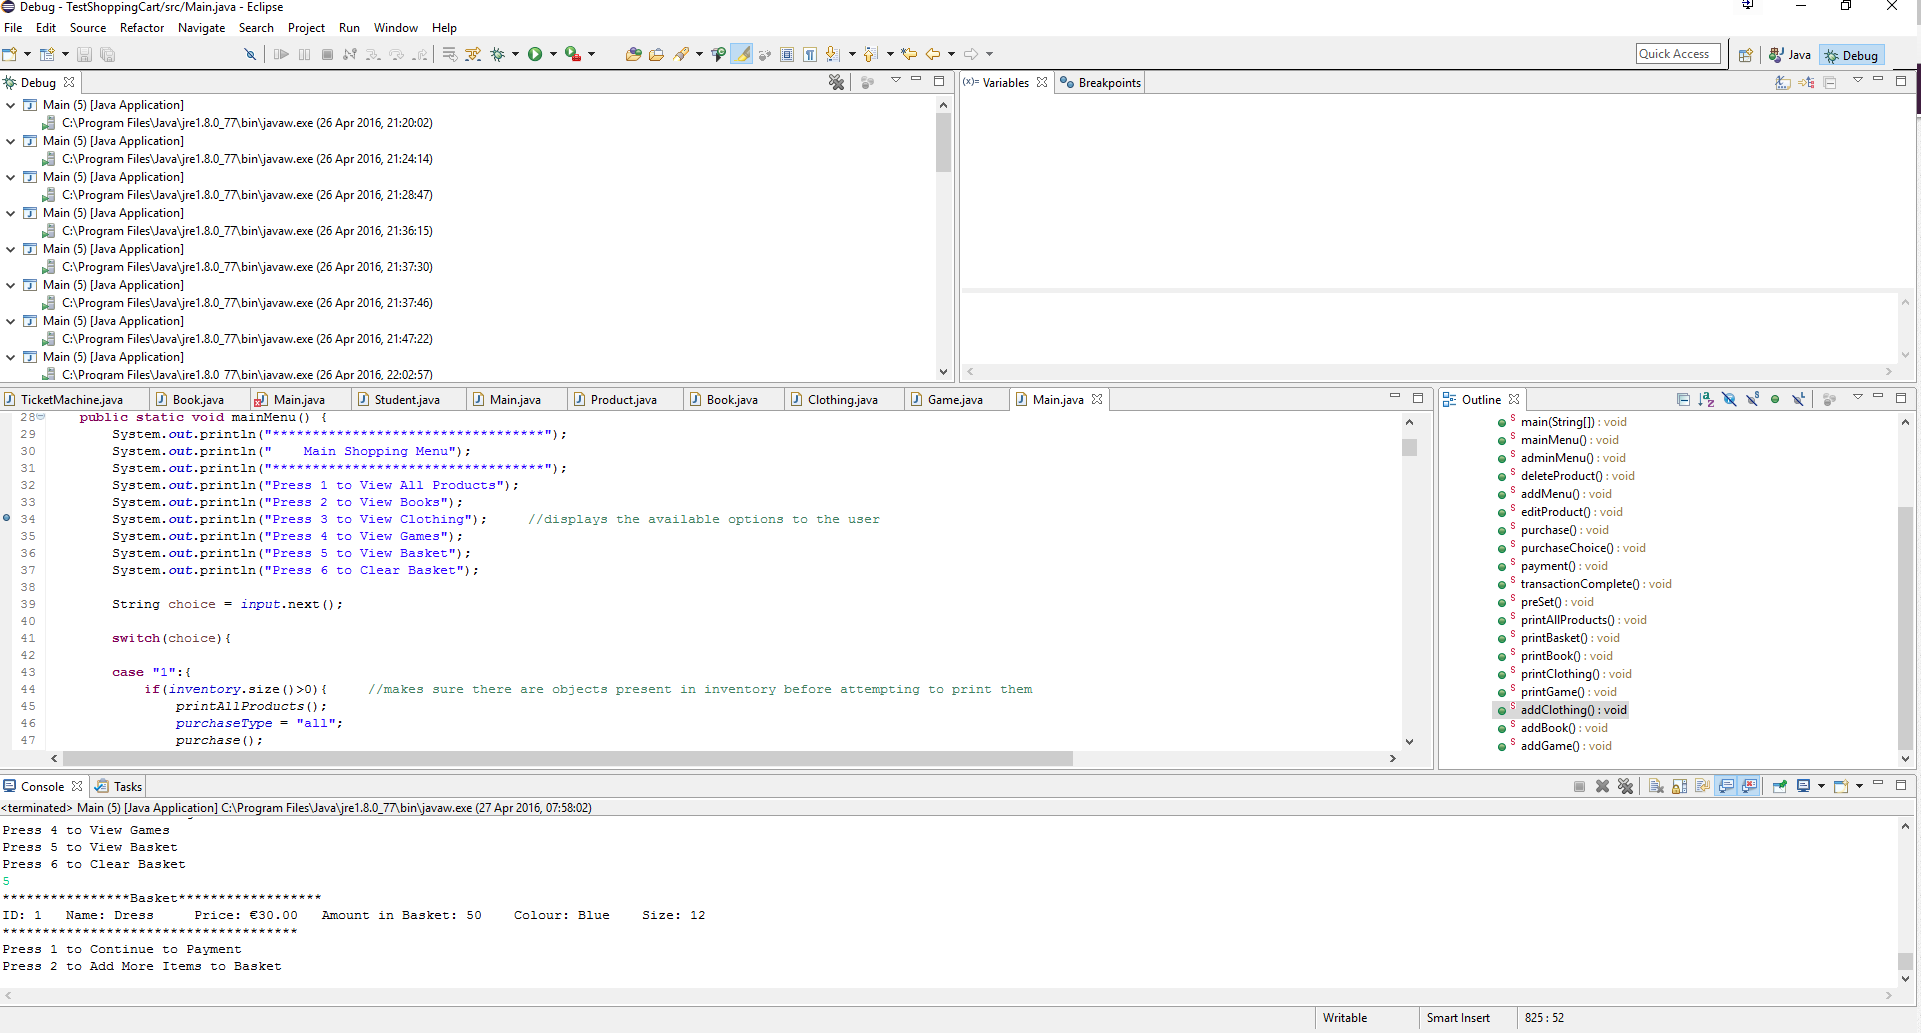 Debug - TestShoppingCart/src/Main.java - Eclipse
File Edit Source Refactor Navigate Search Project Run Window Help
Quick Access Java Debug
Debug
Main (5) [Java Application]
C:\Program Files\Java\jre1.8.0_77\bin\javaw.exe (26 Apr 2016, 21:20:02)
Main (5) [Java Application]
C:\Program Files\Java\jre1.8.0_77\bin\javaw.exe (26 Apr 2016, 21:24:14)
Main (5) [Java Application]
C:\Program Files\Java\jre1.8.0_77\bin\javaw.exe (26 Apr 2016, 21:28:47)
Main (5) [Java Application]
C:\Program Files\Java\jre1.8.0_77\bin\javaw.exe (26 Apr 2016, 21:36:15)
Main (5) [Java Application]
C:\Program Files\Java\jre1.8.0_77\bin\javaw.exe (26 Apr 2016, 21:37:30)
Main (5) [Java Application]
C:\Program Files\Java\jre1.8.0_77\bin\javaw.exe (26 Apr 2016, 21:37:46)
Main (5) [Java Application]
C:\Program Files\Java\jre1.8.0_77\bin\javaw.exe (26 Apr 2016, 21:47:22)
Main (5) [Java Application]
C:\Program Files\Java\jre1.8.0_77\bin\javaw.exe (26 Apr 2016, 22:02:57)
(x)= Variables Breakpoints
TicketMachine.java Book.java Main.java Student.java Main.java Product.java Book.java Clothing.java Game.java Main.java
28 public static void mainMenu() {
29 System.out.println("**********************************");
30 System.out.println("    Main Shopping Menu");
31 System.out.println("**********************************");
32 System.out.println("Press 1 to View All Products");
33 System.out.println("Press 2 to View Books");
34 System.out.println("Press 3 to View Clothing");     //displays the available options to the user
35 System.out.println("Press 4 to View Games");
36 System.out.println("Press 5 to View Basket");
37 System.out.println("Press 6 to Clear Basket");
38
39 String choice = input.next();
40
41 switch(choice){
42
43 case "1":{
44 if(inventory.size()>0){     //makes sure there are objects present in inventory before attempting to print them
45 printAllProducts();
46 purchaseType = "all";
47 purchase();
Outline
main(String[]) : void
mainMenu() : void
adminMenu() : void
deleteProduct() : void
addMenu() : void
editProduct() : void
purchase() : void
purchaseChoice() : void
payment() : void
transactionComplete() : void
preSet() : void
printAllProducts() : void
printBasket() : void
printBook() : void
printClothing() : void
printGame() : void
addClothing() : void
addBook() : void
addGame() : void
Console Tasks
<terminated> Main (5) [Java Application] C:\Program Files\Java\jre1.8.0_77\bin\javaw.exe (27 Apr 2016, 07:58:02)
Press 4 to View Games
Press 5 to View Basket
Press 6 to Clear Basket
5
****************Basket******************
ID: 1   Name: Dress     Price: €30.00   Amount in Basket: 50    Colour: Blue    Size: 12
*************************************
Press 1 to Continue to Payment
Press 2 to Add More Items to Basket
Writable Smart Insert 825 : 52